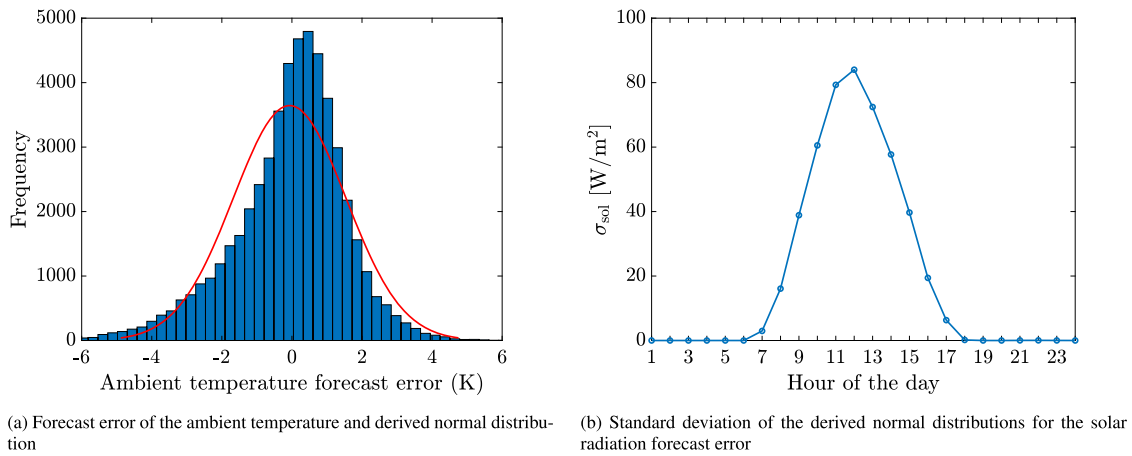 5000
4000
3000
2000
1000
0
Frequency
-6 -4 -2 0 2 4 6
Ambient temperature forecast error (K)
(a) Forecast error of the ambient temperature and derived normal distribu-
tion
100
80
60
40
20
0
σsol [W/m²]
1 3 5 7 9 11 13 15 17 19 21 23
Hour of the day
(b) Standard deviation of the derived normal distributions for the solar
radiation forecast error